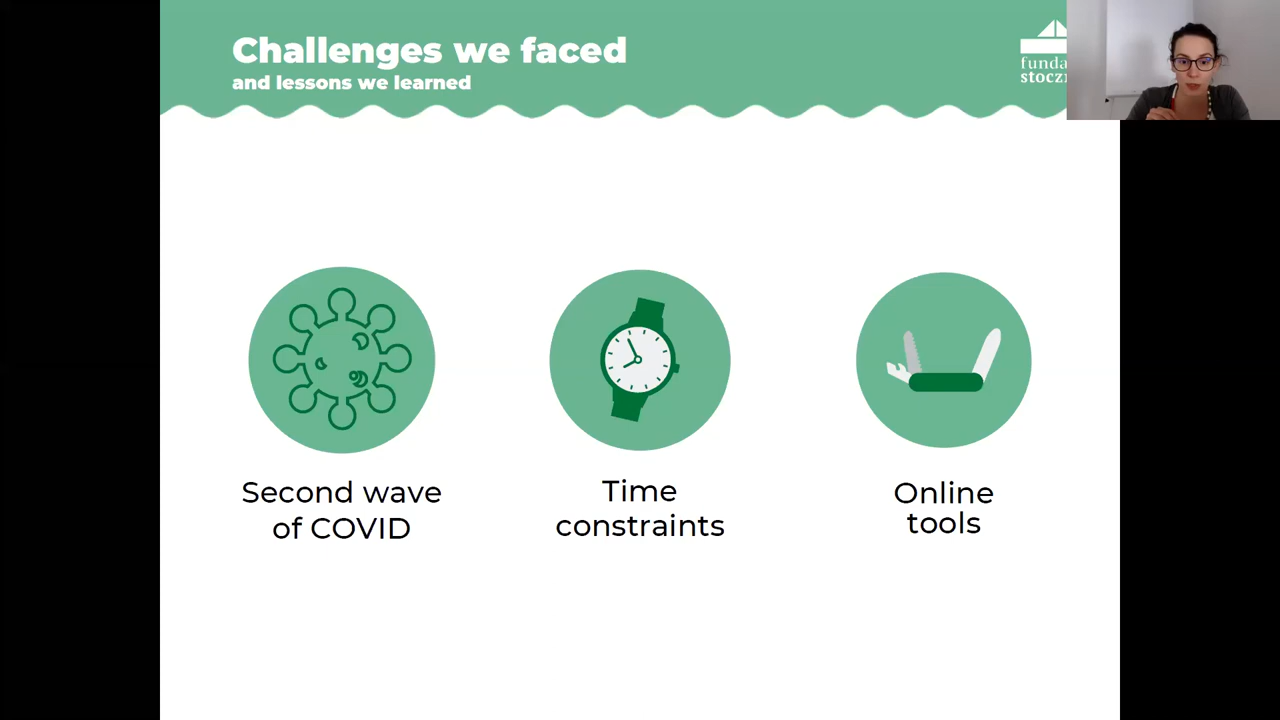 Challenges we faced
and lessons we learned
Second wave
of COVID
Time
constraints
Online
tools